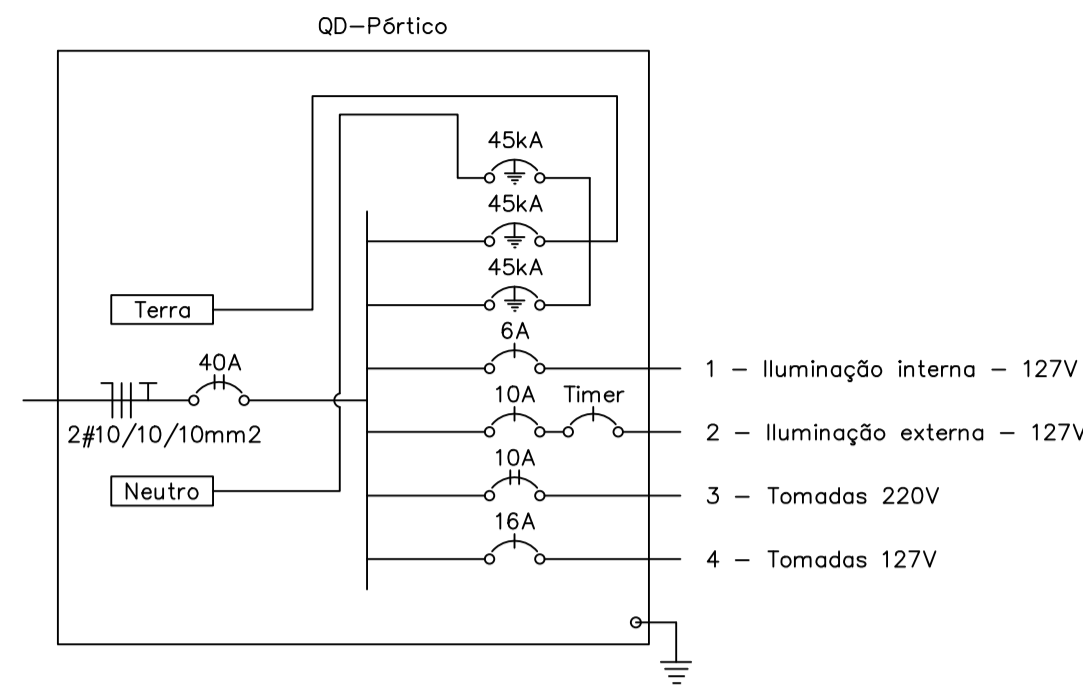 QD-Pórtico
45kA
45kA
45kA
Terra
6A
40A
1 - Iluminação interna - 127V
10A Timer
2#10/10/10mm2
2 - Iluminação externa - 127V
10A
Neutro
3 - Tomadas 220V
16A
4 - Tomadas 127V